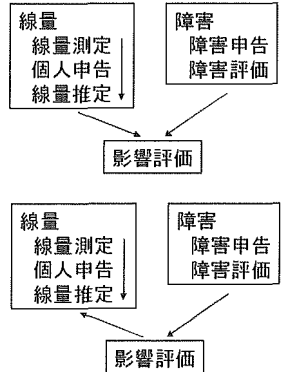 線量
線量測定
個人申告
線量推定
障害
障害申告
障害評価
影響評価
線量
線量測定
個人申告
線量推定
障害
障害申告
障害評価
影響評価